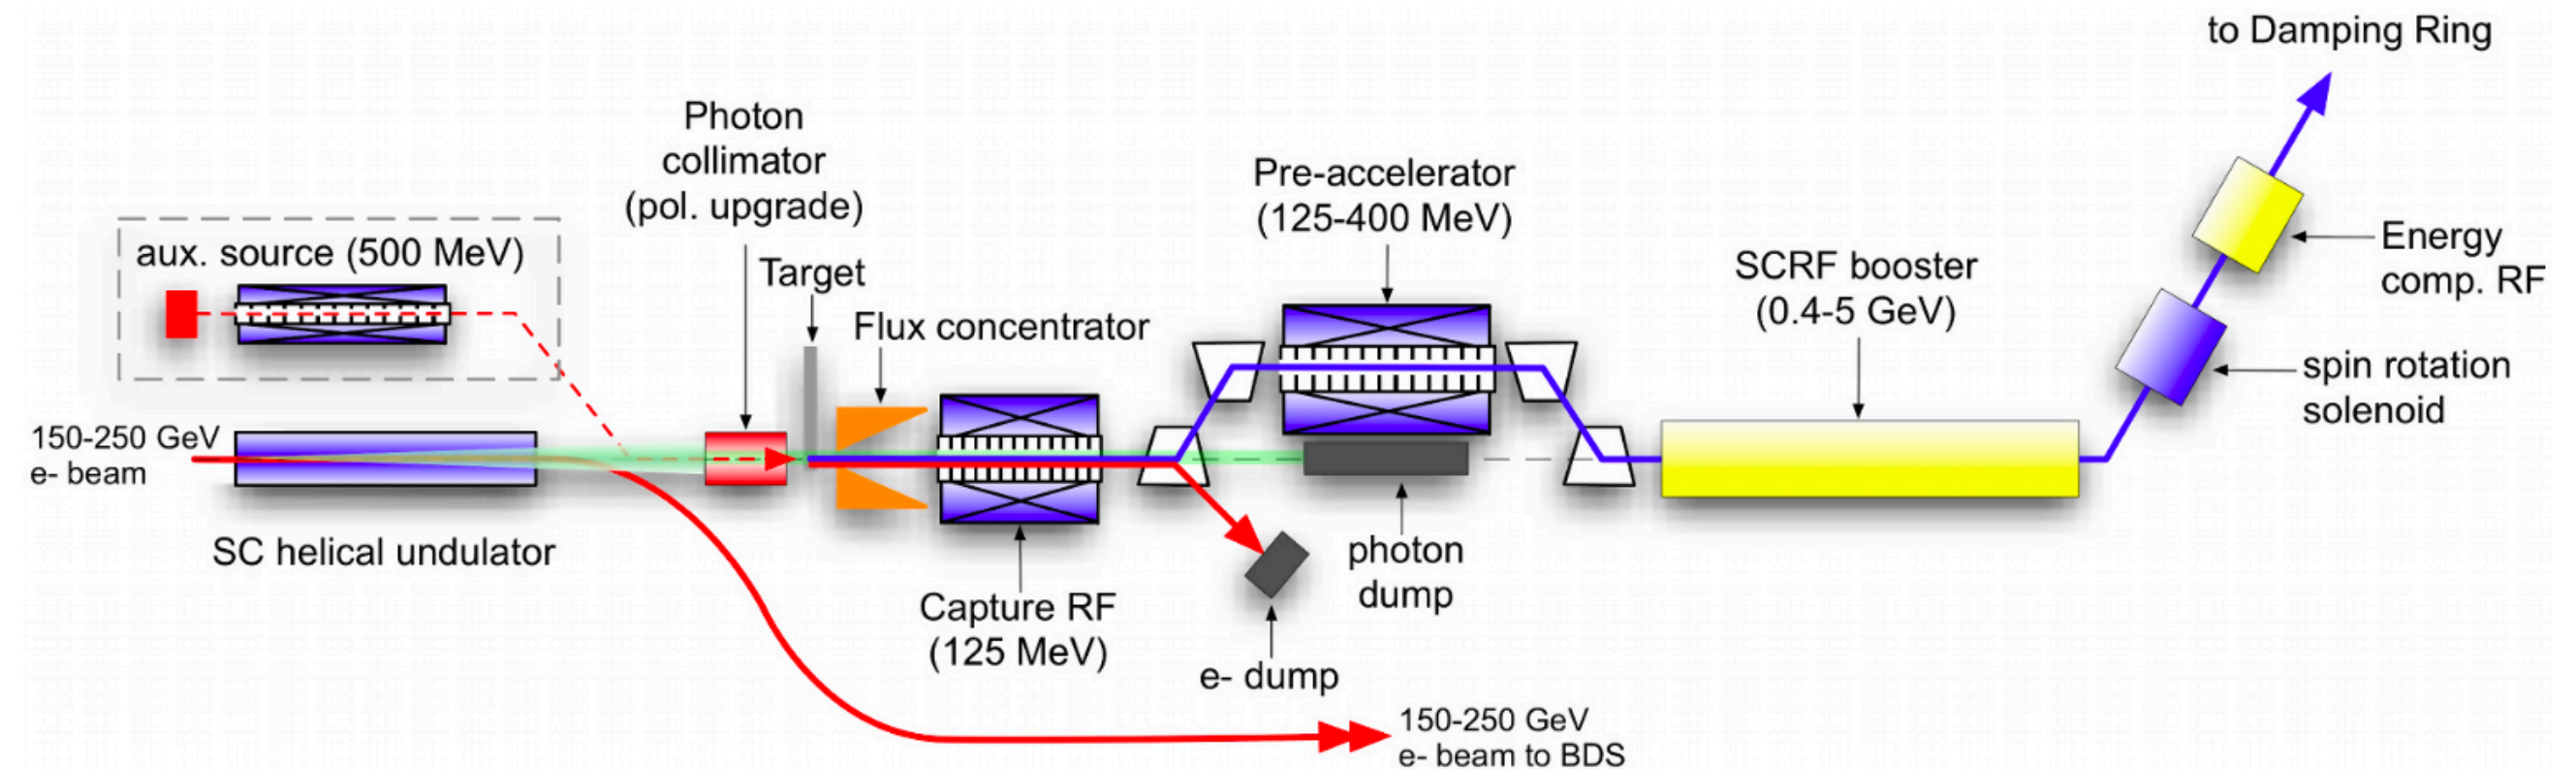 to Damping Ring
Photon
collimator
(pol. upgrade)
Pre-accelerator
(125-400 MeV)
aux. source (500 MeV)
Target
SCRF booster
(0.4-5 GeV)
Energy
comp. RF
Flux concentrator
spin rotation
solenoid
150-250 GeV
e- beam
SC helical undulator
photon
dump
Capture RF
(125 MeV)
e- dump
150-250 GeV
e- beam to BDS